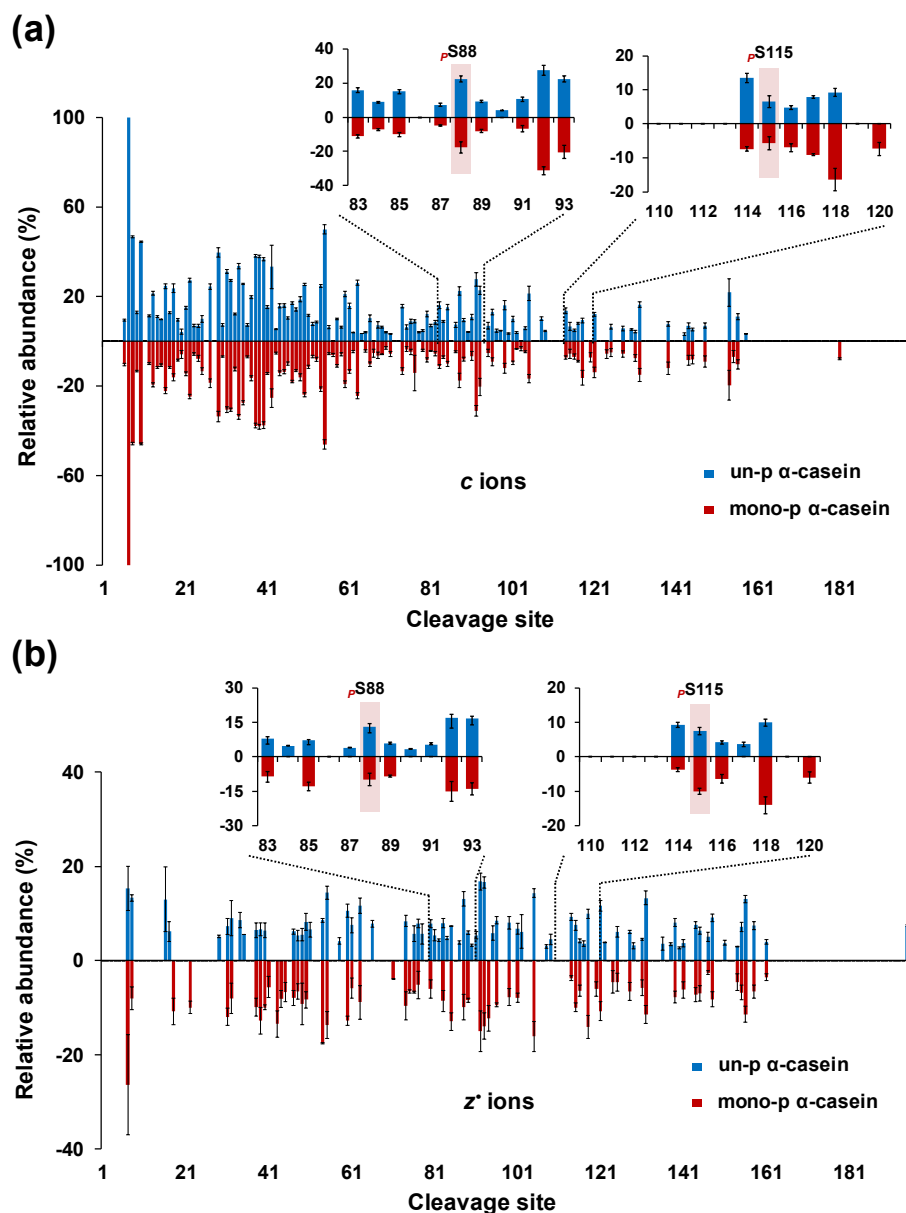 (a)
PS88
PS115
40
20
0
20
40
20
10
0
-10
-20
83 85 87 89 91 93
110 112 114 116 118 120
100
60
20
-20
-60
-100
Relative abundance (%)
c ions
un-p α-casein
mono-p α-casein
1 21 41 61 81 101 121 141 161 181
Cleavage site
(b)
PS88
PS115
30
15
0
-15
-30
20
10
0
-10
-20
83 85 87 89 91 93
110 112 114 116 118 120
40
20
0
-20
-40
Relative abundance (%)
z• ions
un-p α-casein
mono-p α-casein
1 21 41 61 81 101 121 141 161 181
Cleavage site